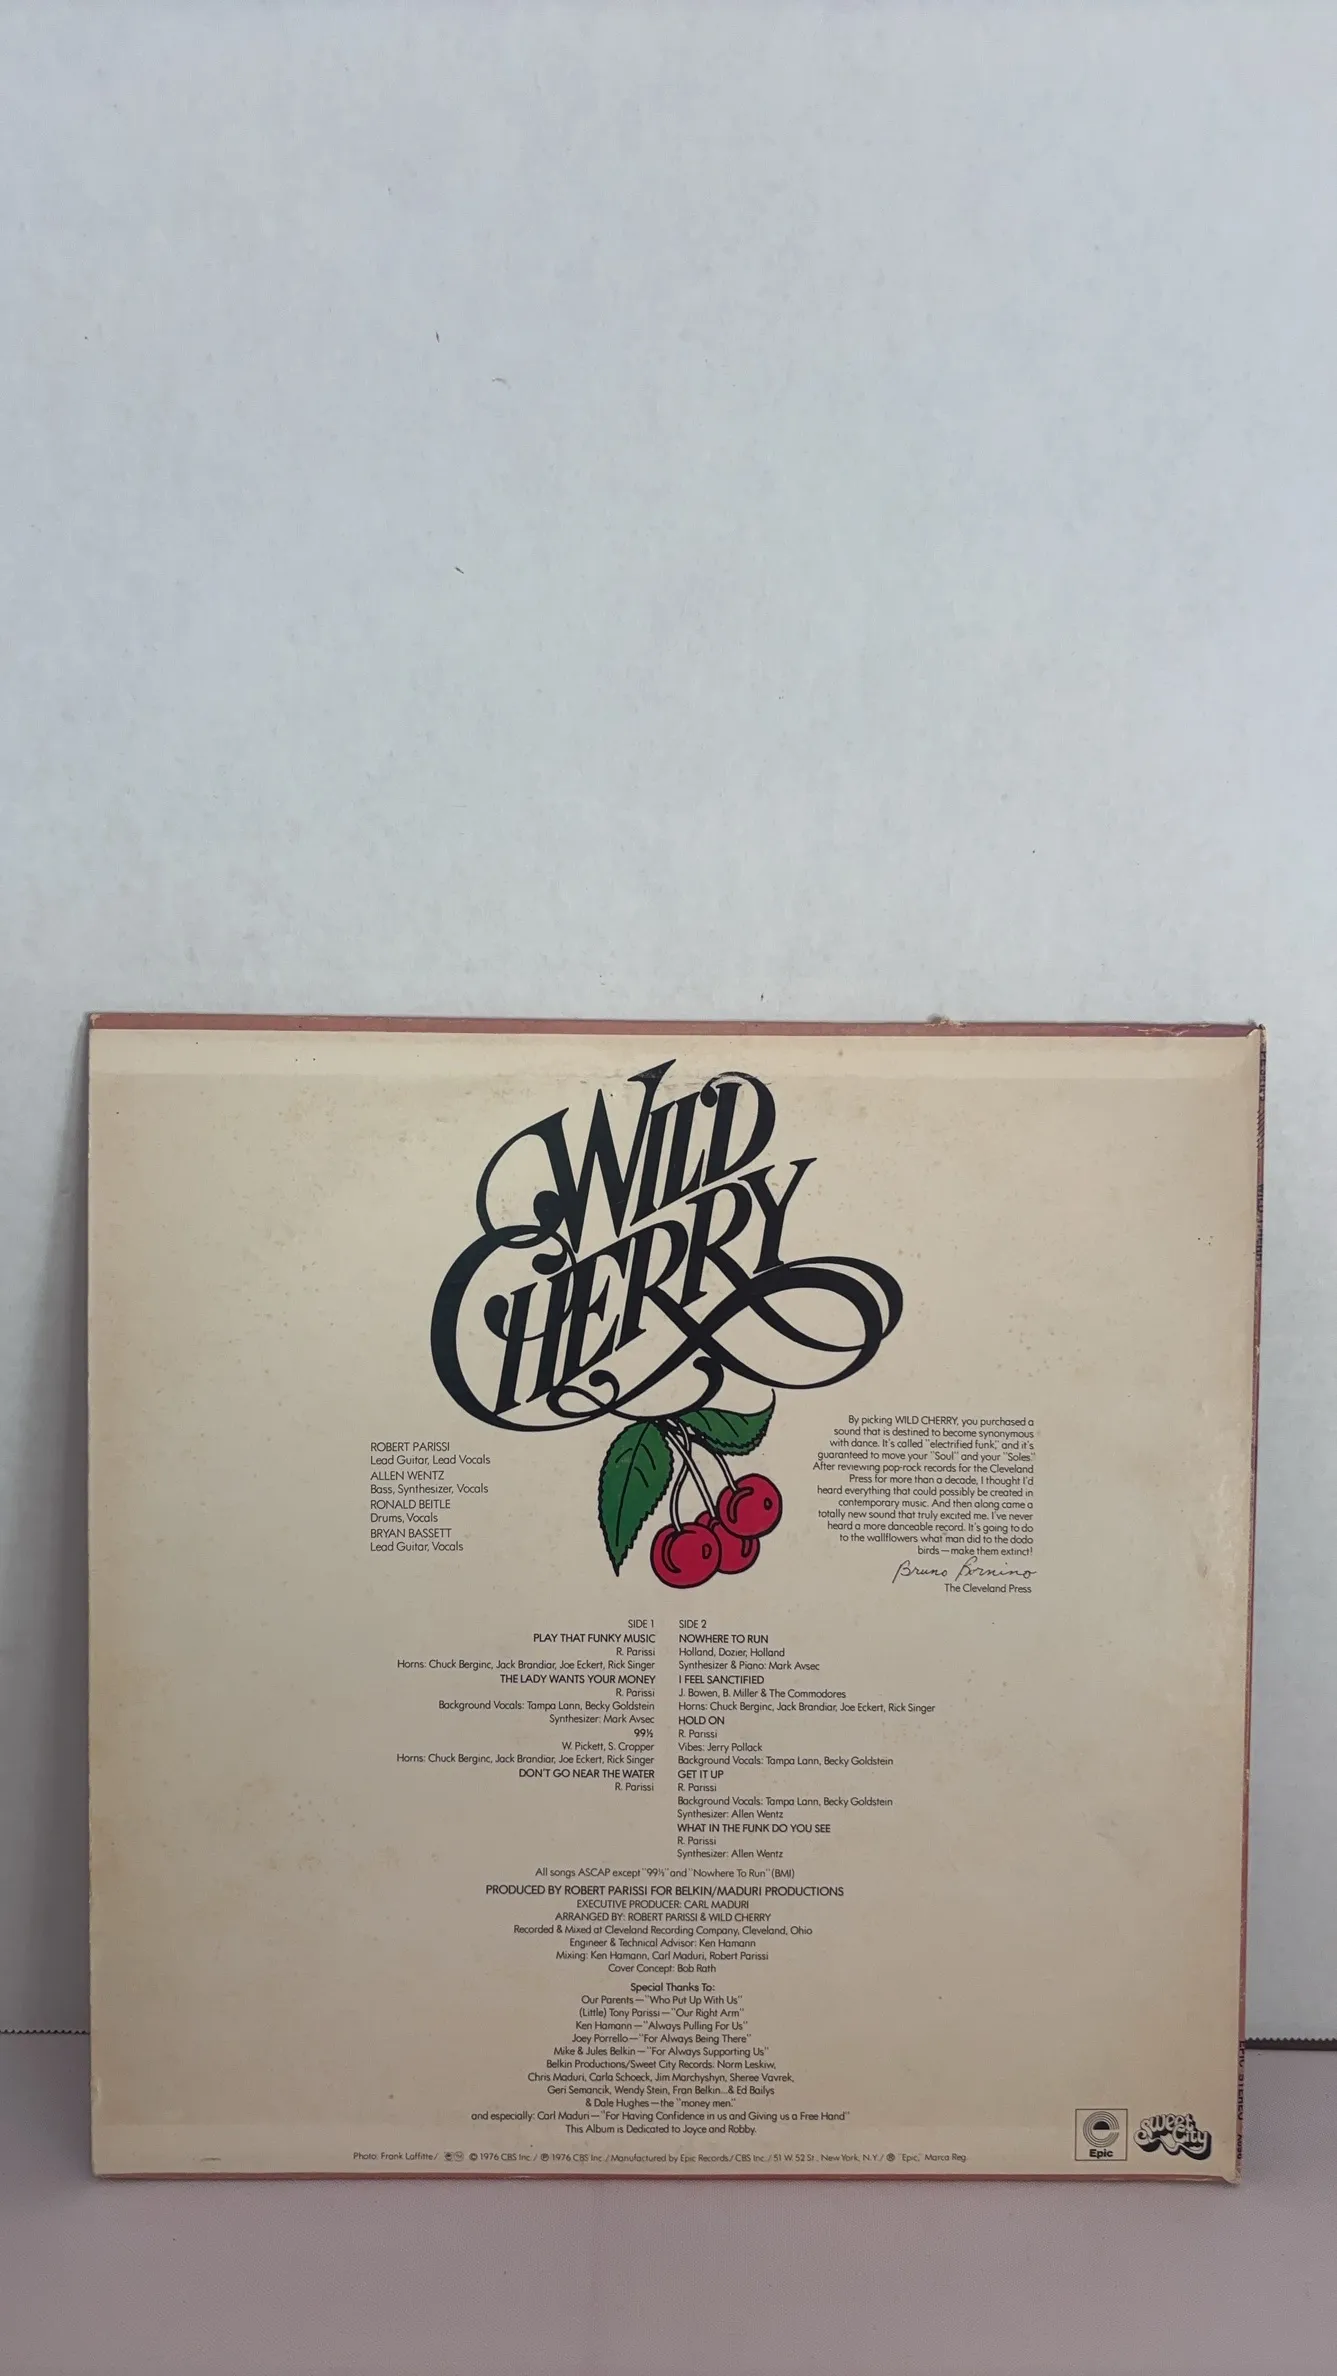 WILD
CHERRY
ROBERT PARISSI
Lead Guitar, Lead Vocals
ALLEN WENTZ
Bass, Synthesizer, Vocals
RONALD BEITLE
Drums, Vocals
BRYAN BASSETT
Lead Guitar, Vocals
By picking WILD CHERRY, you purchased a
sound that is destined to become synonymous
with dance. It's called "electrified funk," and it's
guaranteed to move your "Soul" and your "Soles."
After reviewing pop-rock records for the Cleveland
Press for more than a decade, I thought I'd
heard everything that could possibly be created in
contemporary music. And then along came a
totally new sound that truly excited me. I've never
heard a more danceable record. It's going to do
to the wallflowers what man did to the dodo
birds—make them extinct!
Bruno Bornino
The Cleveland Press
SIDE 1
PLAY THAT FUNKY MUSIC
R. Parissi
Horns: Chuck Berginc, Jack Brandiar, Joe Eckert, Rick Singer
THE LADY WANTS YOUR MONEY
R. Parissi
Background Vocals: Tampa Lann, Becky Goldstein
Synthesizer: Mark Avsec
99½
W. Pickett, S. Cropper
Horns: Chuck Berginc, Jack Brandiar, Joe Eckert, Rick Singer
DON'T GO NEAR THE WATER
R. Parissi
SIDE 2
NOWHERE TO RUN
Holland, Dozier, Holland
Synthesizer & Piano: Mark Avsec
I FEEL SANCTIFIED
J. Bowen, B. Miller & The Commodores
Horns: Chuck Berginc, Jack Brandiar, Joe Eckert, Rick Singer
HOLD ON
R. Parissi
Vibes: Jerry Pollack
Background Vocals: Tampa Lann, Becky Goldstein
GET IT UP
R. Parissi
Background Vocals: Tampa Lann, Becky Goldstein
Synthesizer: Allen Wentz
WHAT IN THE FUNK DO YOU SEE
R. Parissi
Synthesizer: Allen Wentz
All songs ASCAP except "99½" and "Nowhere To Run" (BMI)
PRODUCED BY ROBERT PARISSI FOR BELKIN/MADURI PRODUCTIONS
EXECUTIVE PRODUCER: CARL MADURI
ARRANGED BY: ROBERT PARISSI & WILD CHERRY
Recorded & Mixed at Cleveland Recording Company, Cleveland, Ohio
Engineer & Technical Advisor: Ken Hamann
Mixing: Ken Hamann, Carl Maduri, Robert Parissi
Cover Concept: Bob Rath
Special Thanks To:
Our Parents—"Who Put Up With Us"
(Little) Tony Parissi—"Our Right Arm"
Ken Hamann—"Always Pulling For Us"
Joey Porrello—"For Always Being There"
Mike & Jules Belkin—"For Always Supporting Us"
Belkin Productions/Sweet City Records: Norm Leskiw,
Chris Maduri, Carla Schoeck, Jim Marchyshyn, Sheree Vavrek,
Geri Semancik, Wendy Stein, Fran Belkin...& Ed Bailys
& Dale Hughes—the "money men."
and especially: Carl Maduri—"For Having Confidence in us and Giving us a Free Hand"
This Album is Dedicated to Joyce and Robby.
Photo: Frank Laffitte / © 1976 CBS Inc./ ℗ 1976 CBS Inc./Manufactured by Epic Records/CBS Inc./51 W. 52 St., New York, N.Y./ ® "Epic," Marca Reg.
Epic
Sweet City